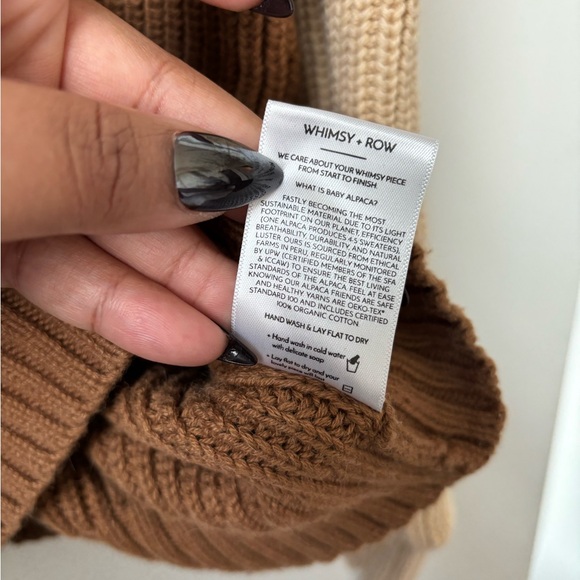 WHIMSY + ROW
WE CARE ABOUT YOUR WHIMSY PIECE
FROM START TO FINISH
WHAT IS BABY ALPACA?
FASTLY BECOMING THE MOST
SUSTAINABLE MATERIAL DUE TO ITS LIGHT
FOOTPRINT ON OUR PLANET, EFFICIENCY
(ONE ALPACA PRODUCES 4-5 SWEATERS),
BREATHABILITY, DURABILITY, AND NATURAL
LUSTER. OURS IS SOURCED FROM ETHICAL
FARMS IN PERU, REGULARLY MONITORED
BY UPW (CERTIFIED MEMBERS OF THE SFA
& ICCAW) TO ENSURE THE BEST LIVING
STANDARDS OF THE ALPACA. FEEL AT EASE
KNOWING OUR ALPACA FRIENDS ARE SAFE
AND HEALTHY. YARNS ARE OEKO-TEX®
STANDARD 100 AND INCLUDES CERTIFIED
100% ORGANIC COTTON.
HAND WASH & LAY FLAT TO DRY
+ Hand wash in cold water
with delicate soap
+ Lay flat to dry and your
lovely piece will